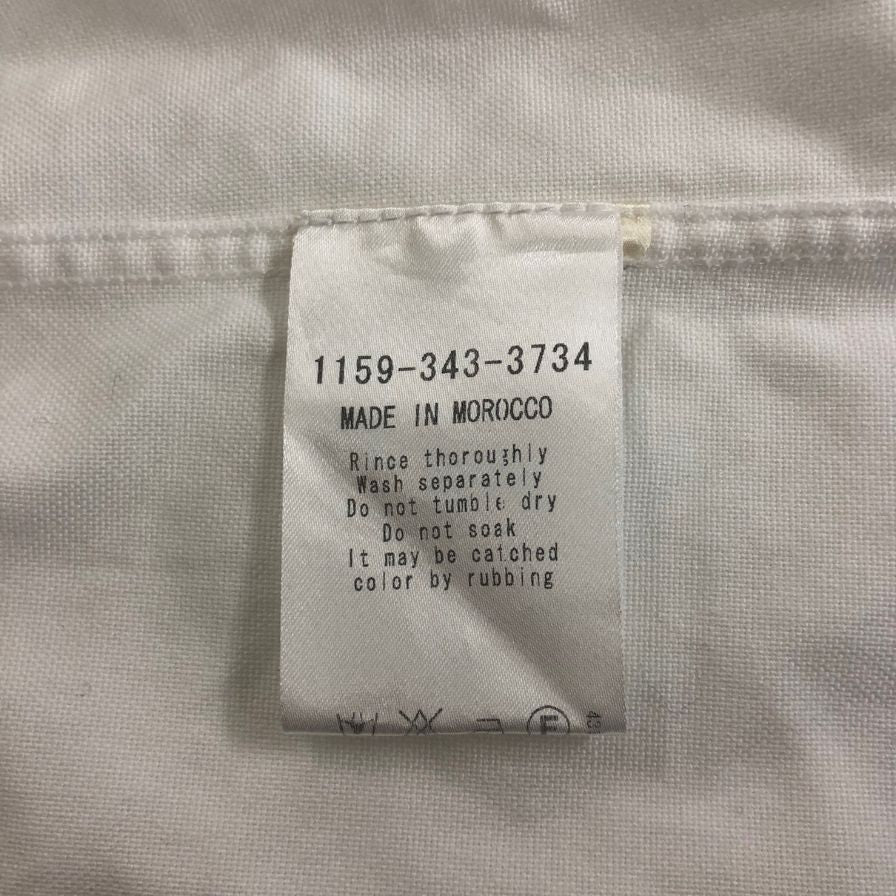 1159-343-3734
MADE IN MOROCCO
Rince thoroughly
Wash separately
Do not tumble dry
Do not soak
It may be catched
color by rubbing